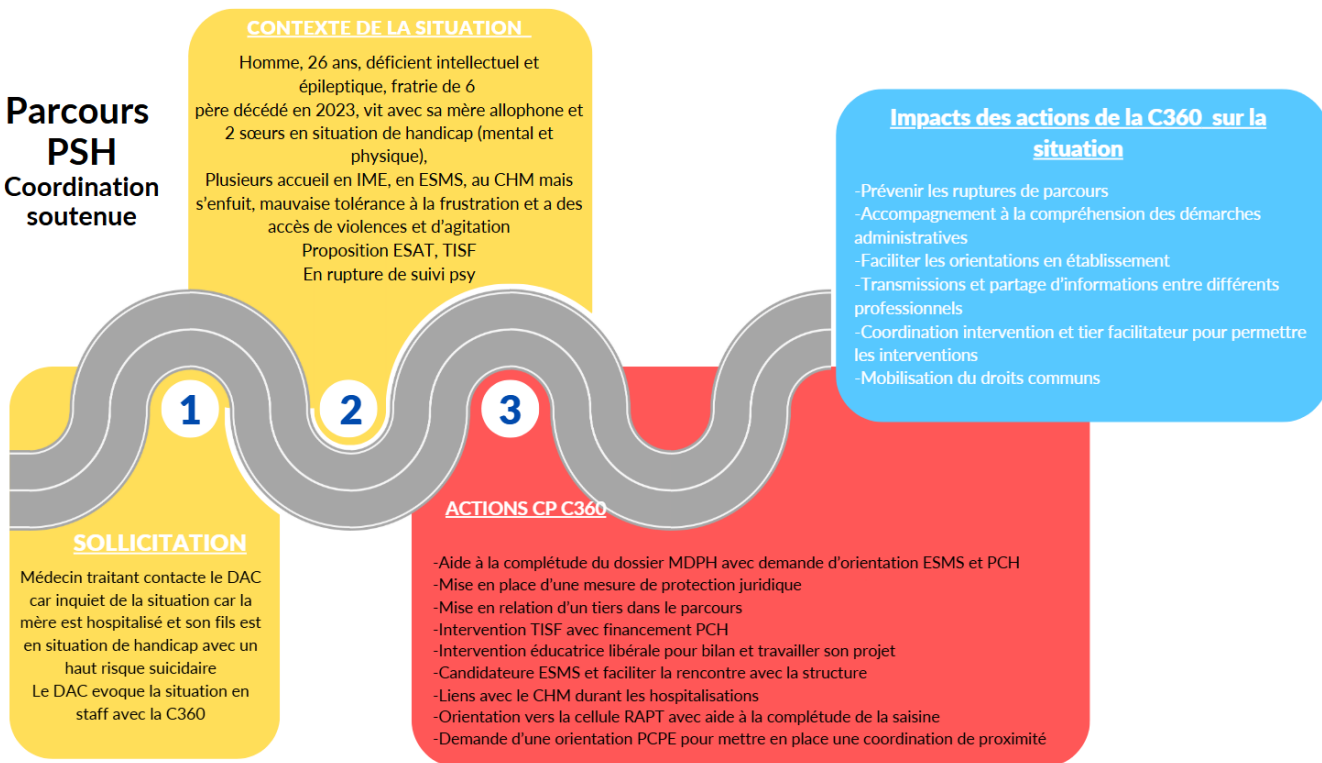 Parcours
PSH
Coordination
soutenue
CONTEXTE DE LA SITUATION
Homme, 26 ans, déficient intellectuel et
épileptique, fratrie de 6
père décédé en 2023, vit avec sa mère allophone et
2 sœurs en situation de handicap (mental et
physique),
Plusieurs accueil en IME, en ESMS, au CHM mais
s'enfuit, mauvaise tolérance à la frustration et a des
accès de violences et d'agitation
Proposition ESAT, TISF
En rupture de suivi psy
1
2
3
SOLLICITATION
Médecin traitant contacte le DAC
car inquiet de la situation car la
mère est hospitalisé et son fils est
en situation de handicap avec un
haut risque suicidaire
Le DAC evoque la situation en
staff avec la C360
ACTIONS CP C360
-Aide à la complétude du dossier MDPH avec demande d'orientation ESMS et PCH
-Mise en place d'une mesure de protection juridique
-Mise en relation d'un tiers dans le parcours
-Intervention TISF avec financement PCH
-Intervention éducatrice libérale pour bilan et travailler son projet
-Candidateure ESMS et faciliter la rencontre avec la structure
-Liens avec le CHM durant les hospitalisations
-Orientation vers la cellule RAPT avec aide à la complétude de la saisine
-Demande d'une orientation PCPE pour mettre en place une coordination de proximité
Impacts des actions de la C360 sur la
situation
-Prévenir les ruptures de parcours
-Accompagnement à la compréhension des démarches
administratives
-Faciliter les orientations en établissement
-Transmissions et partage d'informations entre différents
professionnels
-Coordination intervention et tier facilitateur pour permettre
les interventions
-Mobilisation du droits communs